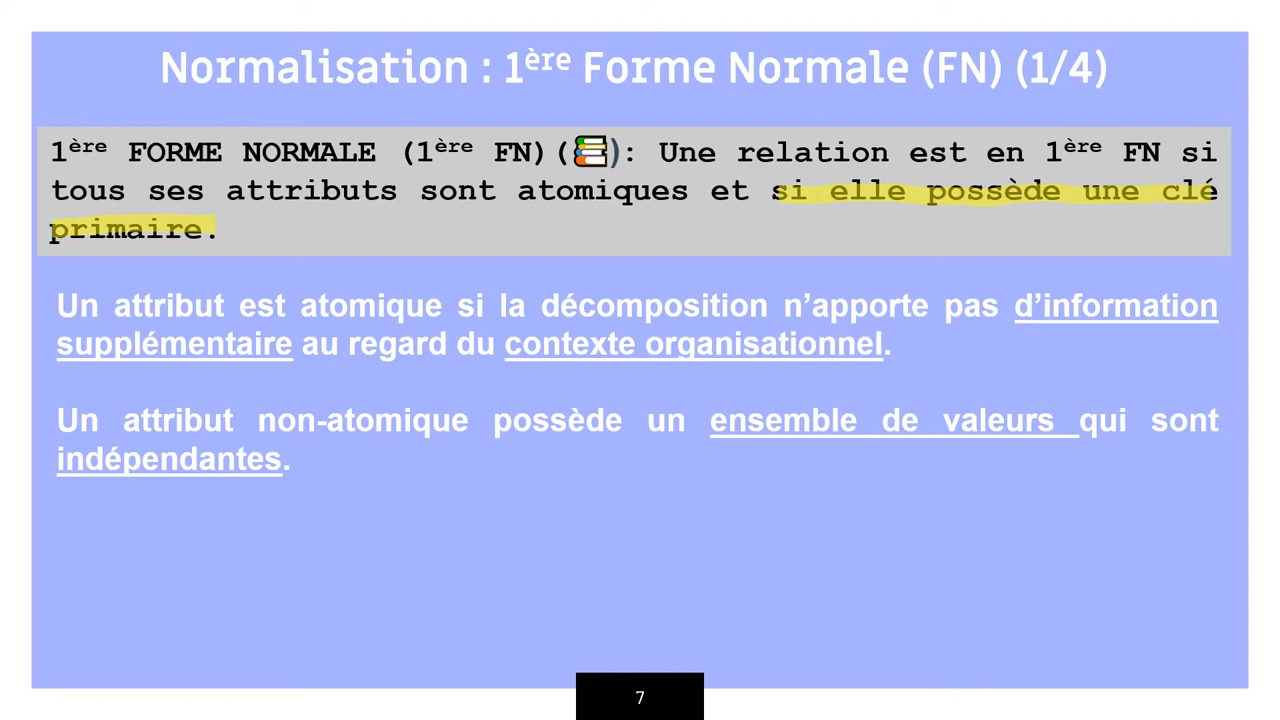 Normalisation : 1ère Forme Normale (FN) (1/4)
1ère FORME NORMALE (1ère FN)(📚): Une relation est en 1ère FN si
tous ses attributs sont atomiques et si elle possède une clé
primaire.
Un attribut est atomique si la décomposition n’apporte pas d’information
supplémentaire au regard du contexte organisationnel.
Un attribut non-atomique possède un ensemble de valeurs qui sont
indépendantes.
7